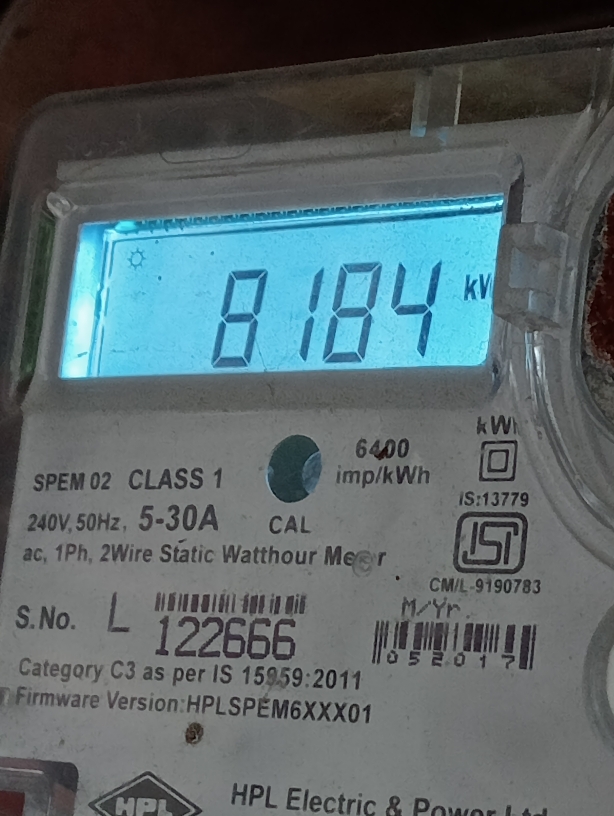 8184 kW
kWh
6400
imp/kWh
SPEM 02 CLASS 1
CAL
IS:13779
240V, 50Hz, 5-30A
ISI
ac, 1Ph, 2Wire Static Watthour Meter
CM/L-9190783
M/Yr.
S.No. L 122666
052017
Category C3 as per IS 15959:2011
Firmware Version:HPLSPEM6XXX01
HPL
HPL Electric & Power Ltd